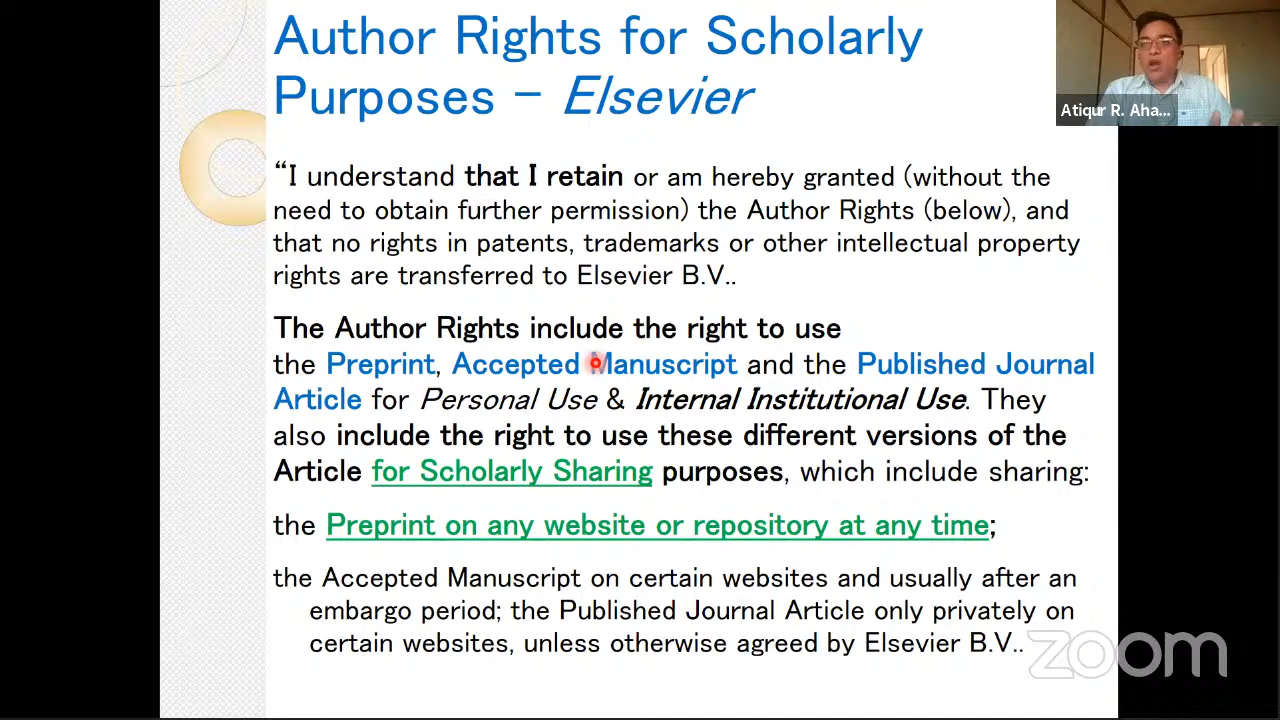 Author Rights for Scholarly
Purposes – Elsevier
Atiqur R. Aha...
“I understand that I retain or am hereby granted (without the
need to obtain further permission) the Author Rights (below), and
that no rights in patents, trademarks or other intellectual property
rights are transferred to Elsevier B.V..
The Author Rights include the right to use
the Preprint, Accepted Manuscript and the Published Journal
Article for Personal Use & Internal Institutional Use. They
also include the right to use these different versions of the
Article for Scholarly Sharing purposes, which include sharing:
the Preprint on any website or repository at any time;
the Accepted Manuscript on certain websites and usually after an
embargo period; the Published Journal Article only privately on
certain websites, unless otherwise agreed by Elsevier B.V..
zoom